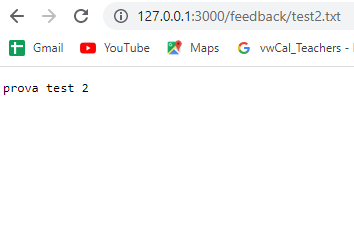 127.0.0.1:3000/feedback/test2.txt
Gmail YouTube Maps vwCal_Teachers -
prova test 2